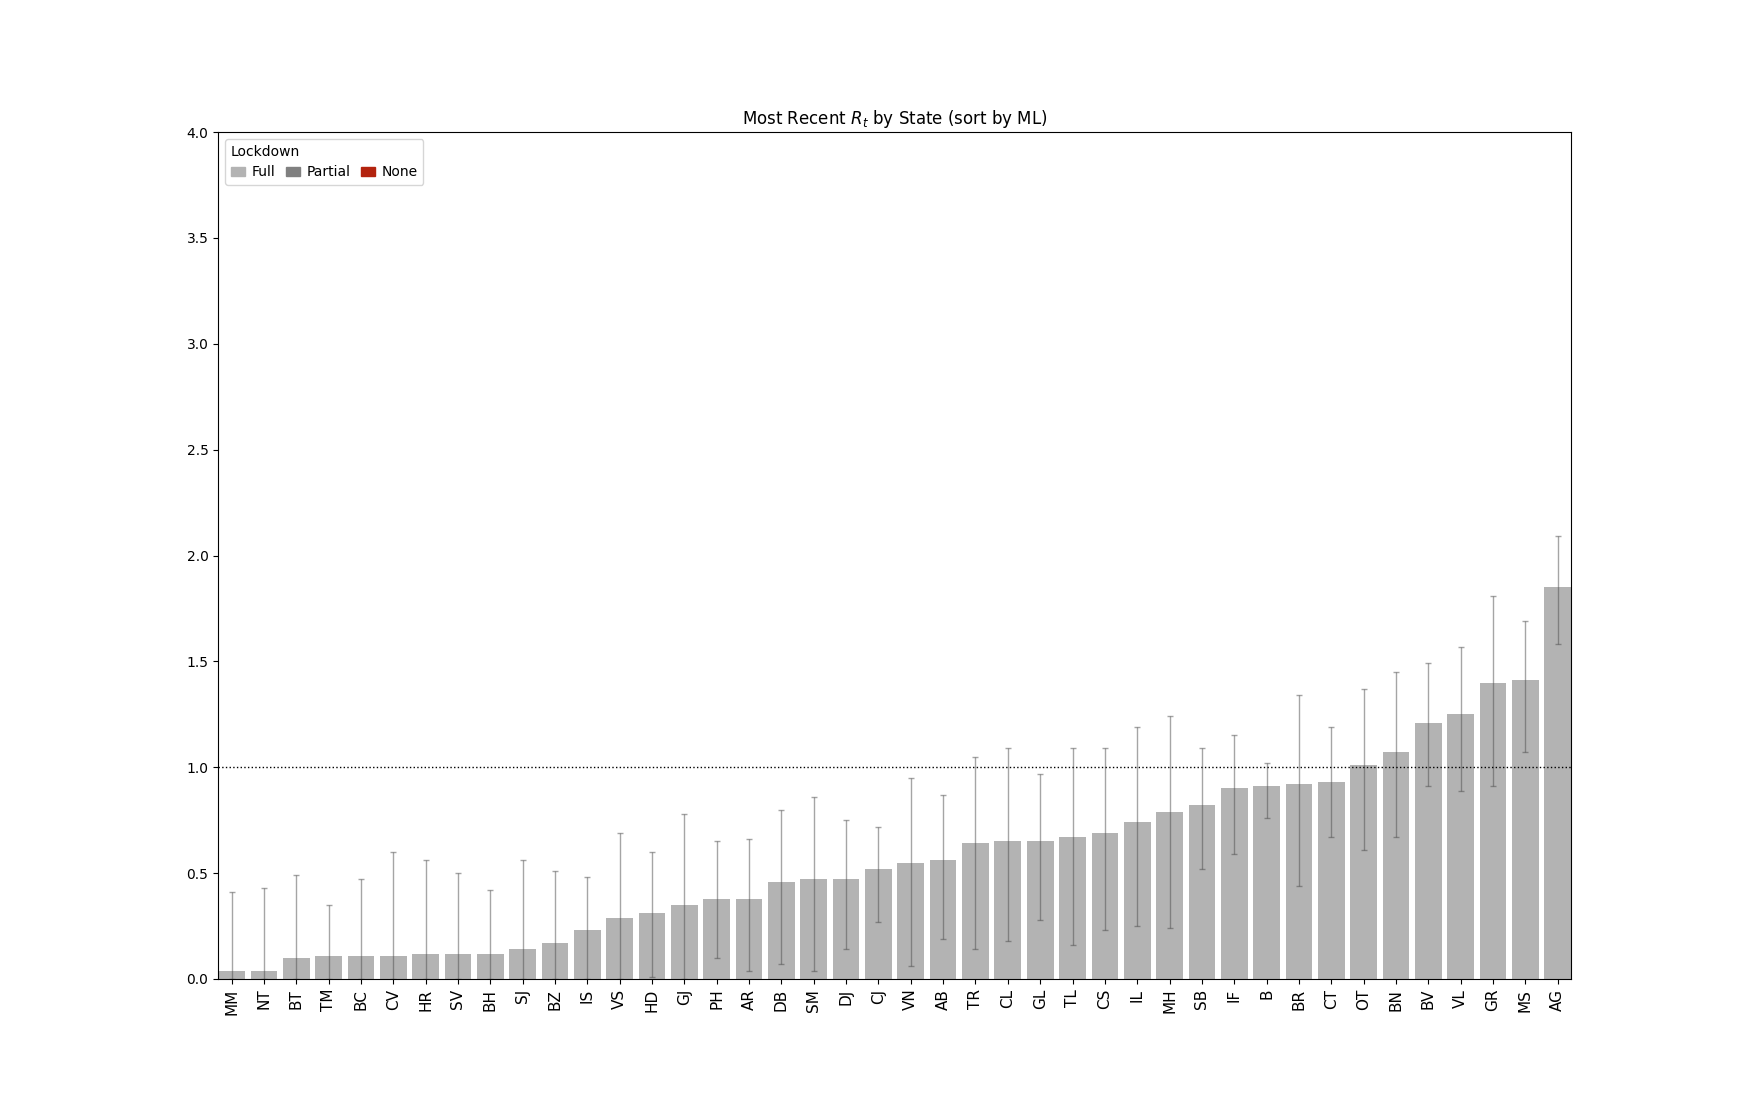 Most Recent Rt by State (sort by ML)
4.0
Lockdown
Full Partial None
3.5
3.0
2.5
2.0
1.5
1.0
0.5
0.0
MM NT BT TM BC CV HR SV BH SJ BZ IS VS HD GJ PH AR DB SM DJ CJ VN AB TR CL GL TL CS IL MH SB IF B BR CT OT BN BV VL GR MS AG